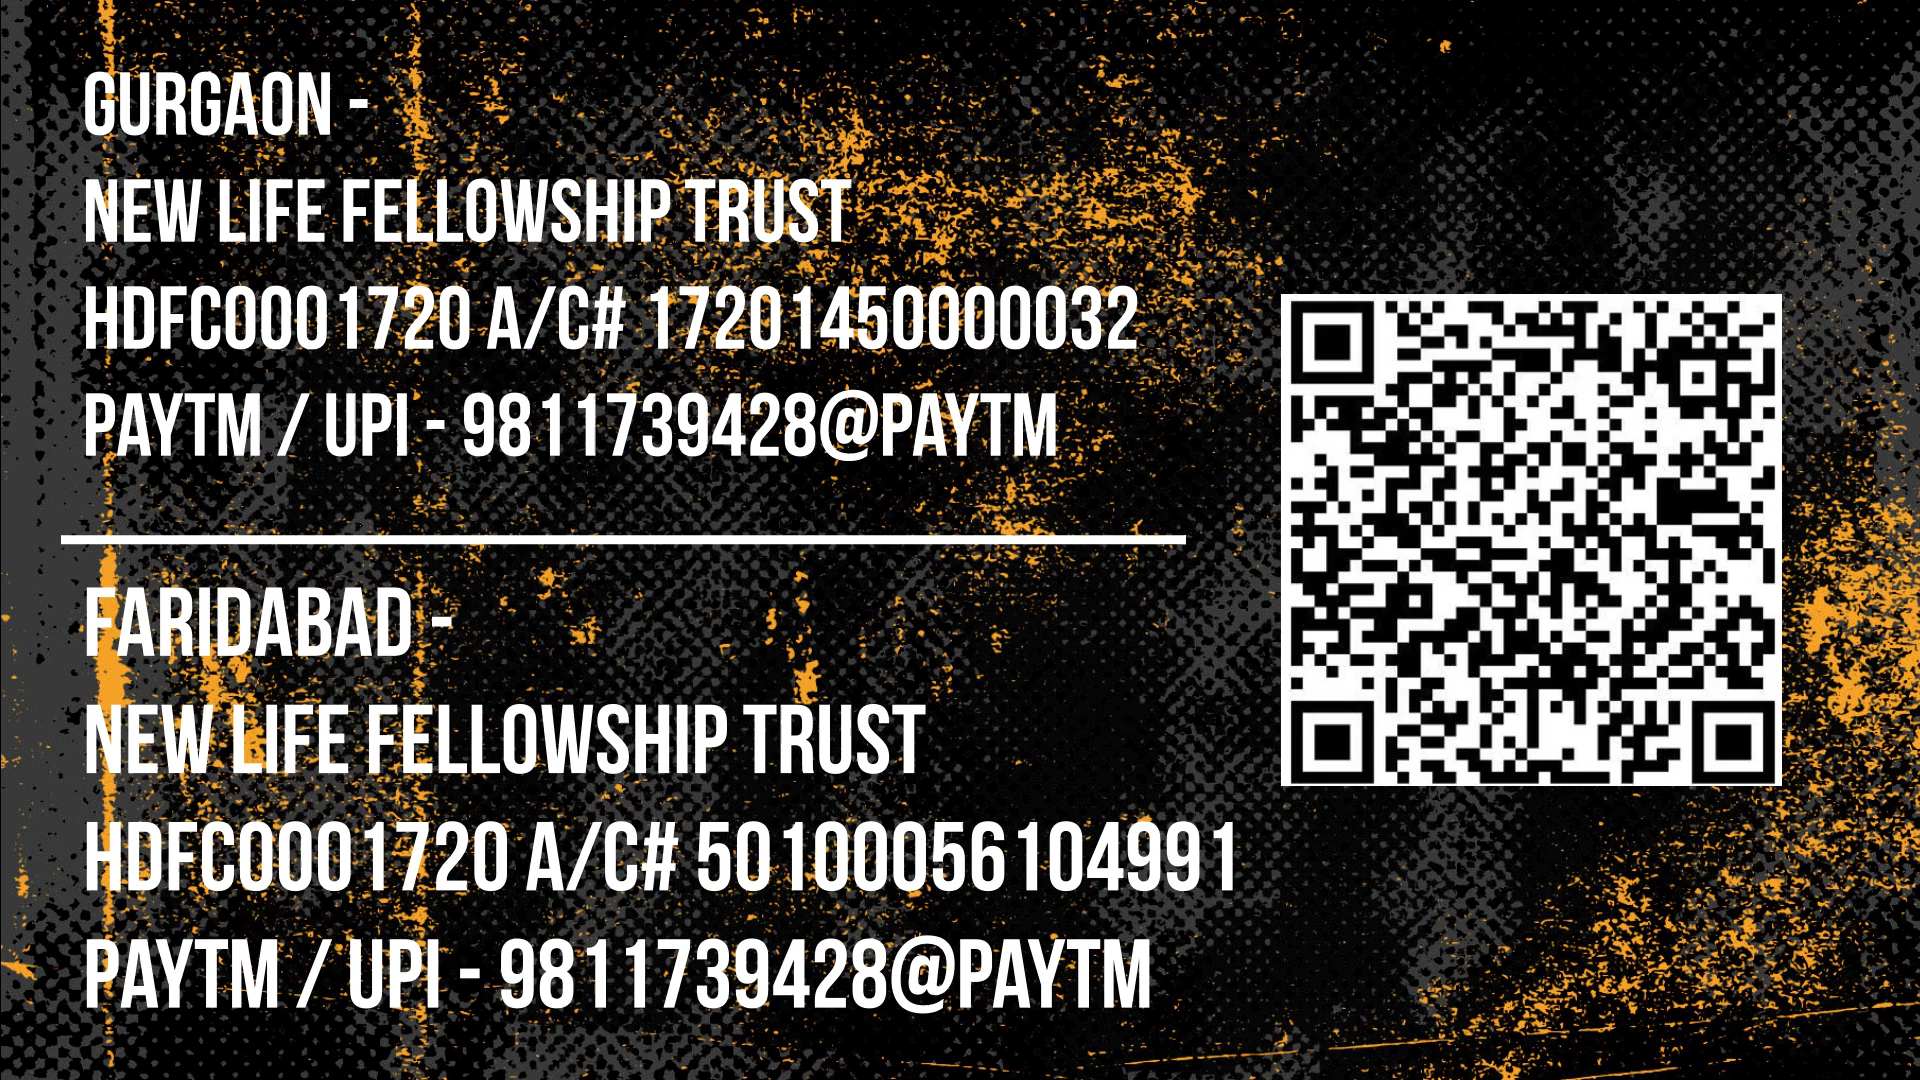 GURGAON -
NEW LIFE FELLOWSHIP TRUST
HDFC0001720 A/C# 17201450000032
PAYTM / UPI - 9811739428@PAYTM
FARIDABAD -
NEW LIFE FELLOWSHIP TRUST
HDFC0001720 A/C# 50100056104991
PAYTM / UPI - 9811739428@PAYTM